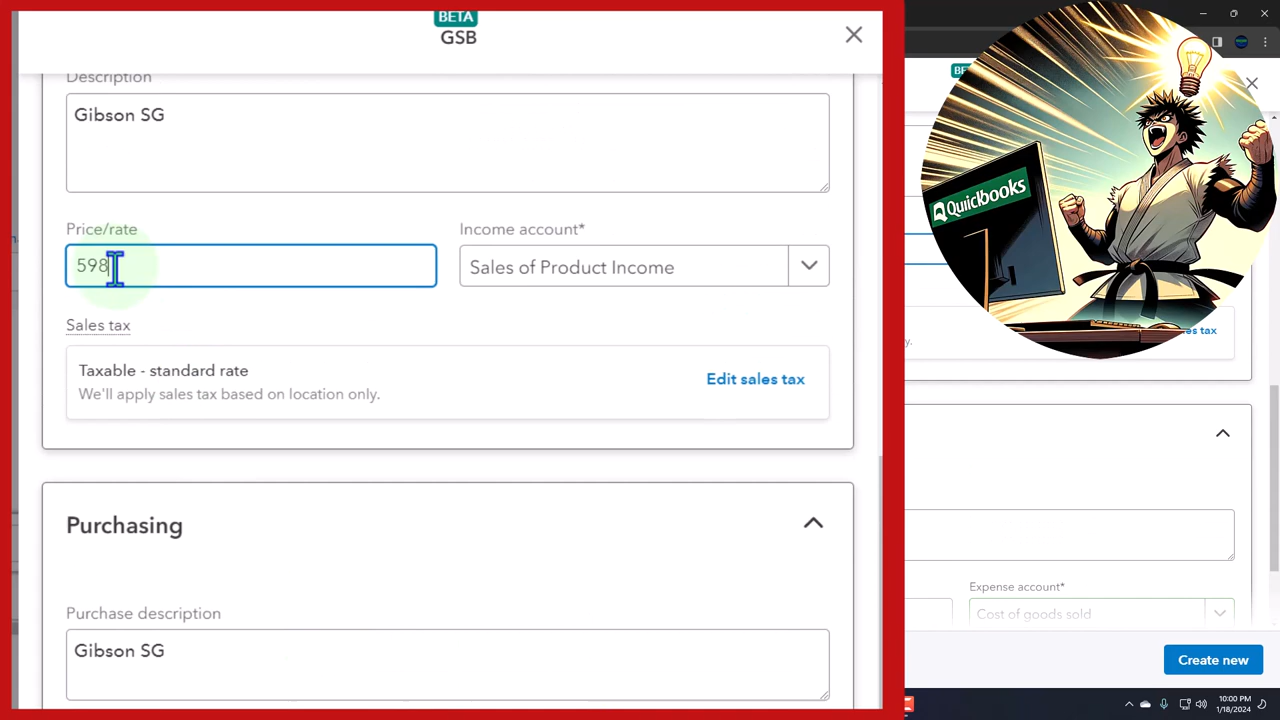 BETA
GSB
Description
Gibson SG
Price/rate
598
Income account*
Sales of Product Income
Sales tax
Taxable - standard rate
We'll apply sales tax based on location only.
Edit sales tax
Purchasing
Purchase description
Gibson SG
QuickBooks
Expense account*
Cost of goods sold
Create new
10:00 PM
1/18/2024